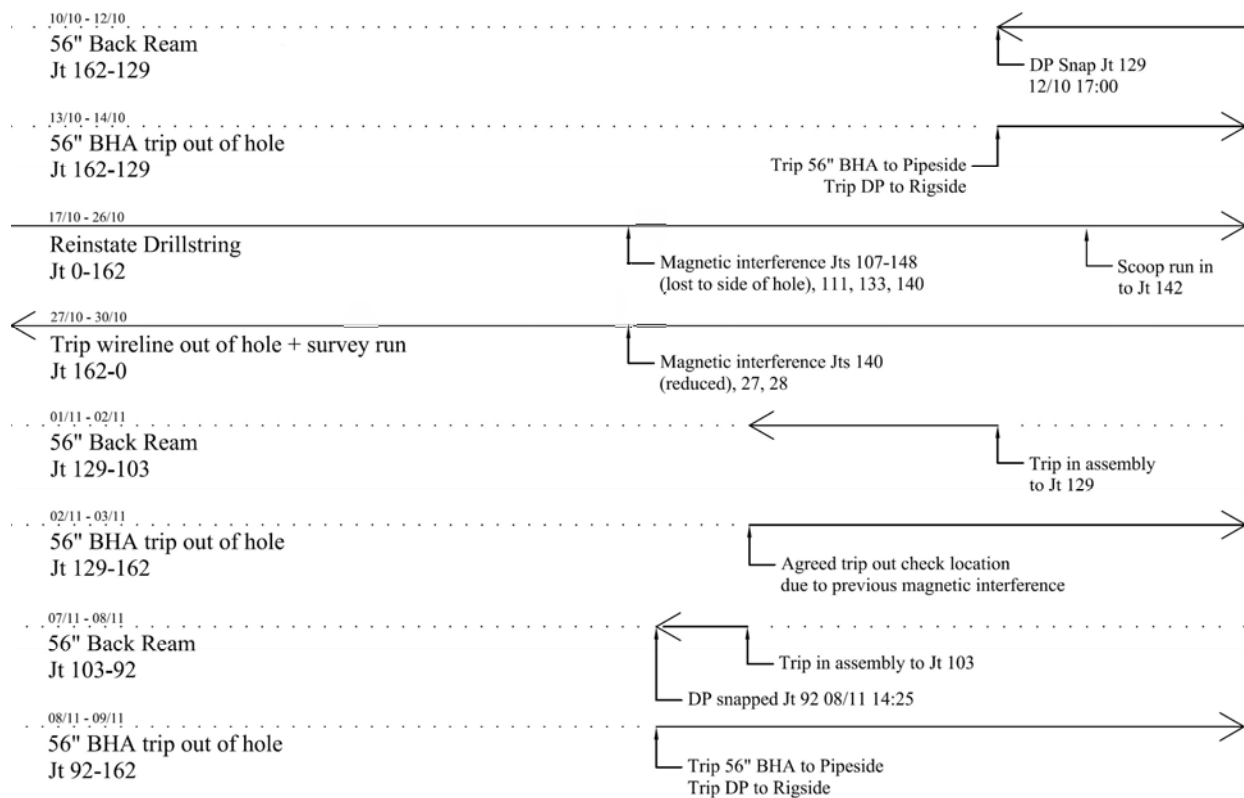 10/10 - 12/10
56" Back Ream
Jt 162-129
DP Snap Jt 129
12/10 17:00
13/10 - 14/10
56" BHA trip out of hole
Jt 162-129
Trip 56" BHA to Pipeside
Trip DP to Rigside
17/10 - 26/10
Reinstate Drillstring
Jt 0-162
Magnetic interference Jts 107-148
(lost to side of hole), 111, 133, 140
Scoop run in
to Jt 142
27/10 - 30/10
Trip wireline out of hole + survey run
Jt 162-0
Magnetic interference Jts 140
(reduced), 27, 28
01/11 - 02/11
56" Back Ream
Jt 129-103
Trip in assembly
to Jt 129
02/11 - 03/11
56" BHA trip out of hole
Jt 129-162
Agreed trip out check location
due to previous magnetic interference
07/11 - 08/11
56" Back Ream
Jt 103-92
Trip in assembly to Jt 103
DP snapped Jt 92 08/11 14:25
08/11 - 09/11
56" BHA trip out of hole
Jt 92-162
Trip 56" BHA to Pipeside
Trip DP to Rigside